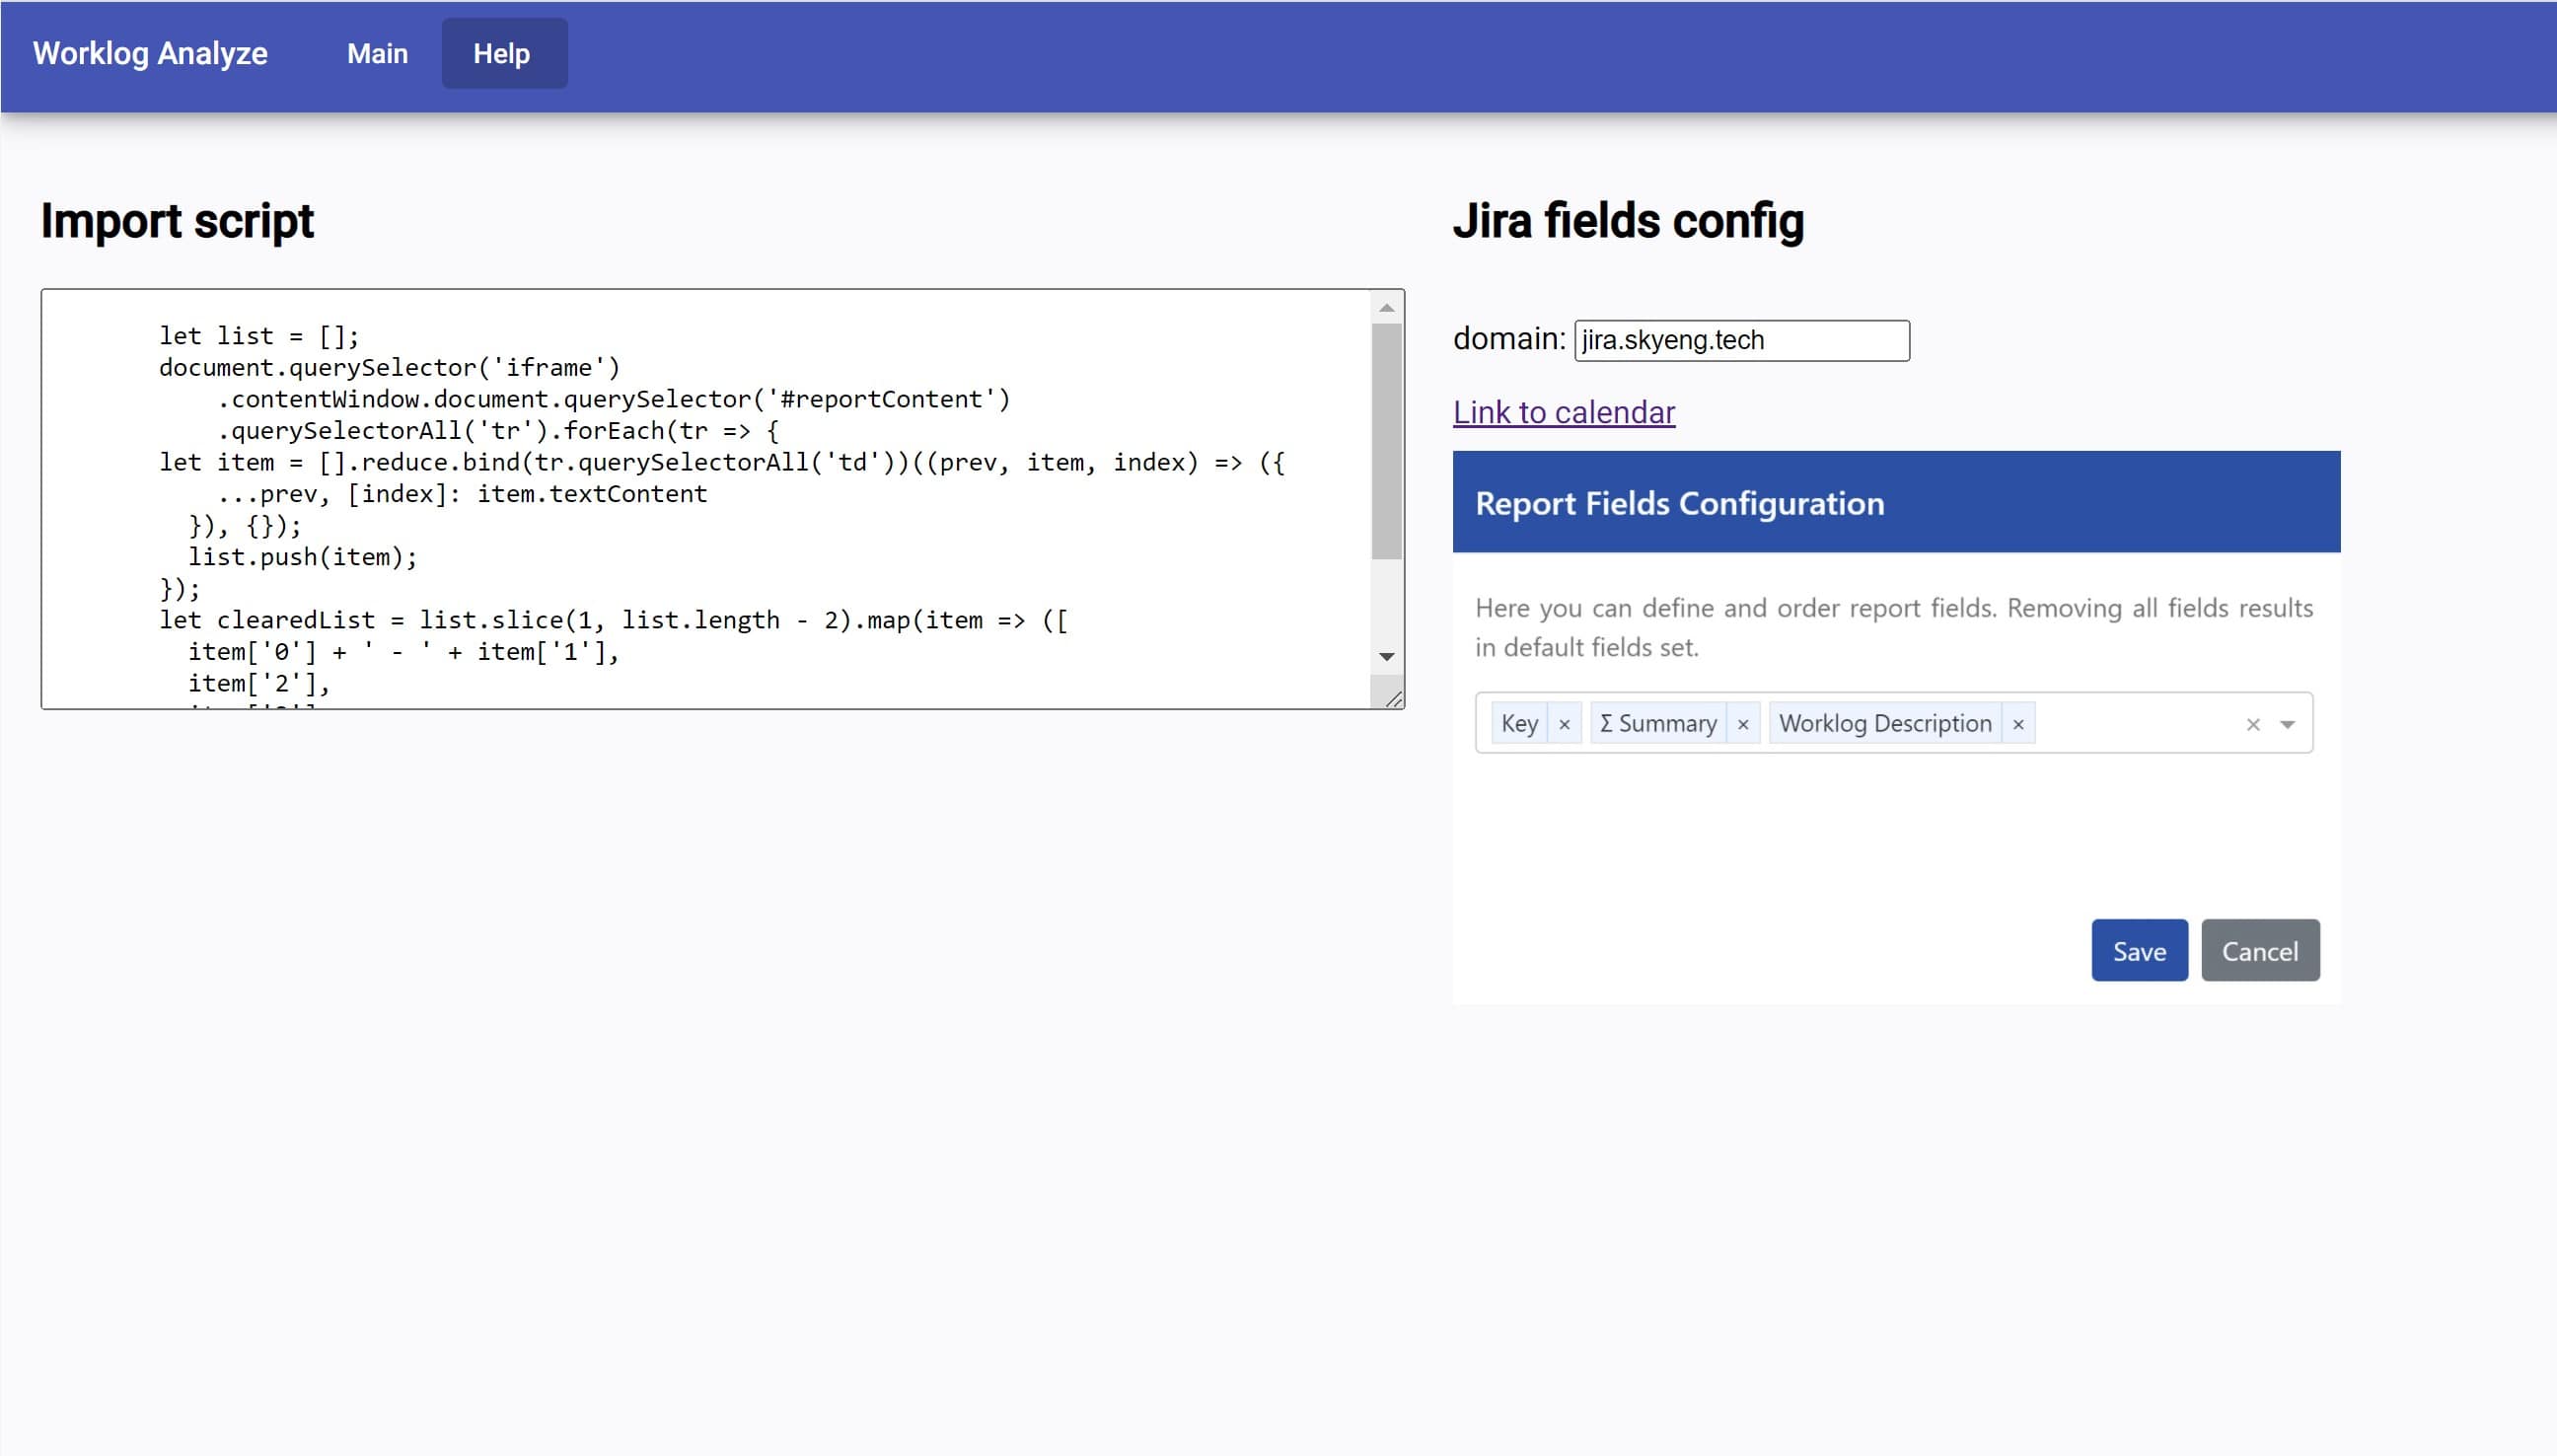 Worklog Analyze Main Help
Import script
let list = [];
document.querySelector('iframe')
.contentWindow.document.querySelector('#reportContent')
.querySelectorAll('tr').forEach(tr => {
let item = [].reduce.bind(tr.querySelectorAll('td'))((prev, item, index) => ({
...prev, [index]: item.textContent
}), {});
list.push(item);
});
let clearedList = list.slice(1, list.length - 2).map(item => ([
item['0'] + ' - ' + item['1'],
item['2'],
Jira fields config
domain: jira.skyeng.tech
Link to calendar
Report Fields Configuration
Here you can define and order report fields. Removing all fields results
in default fields set.
Key × Σ Summary × Worklog Description ×
Save Cancel